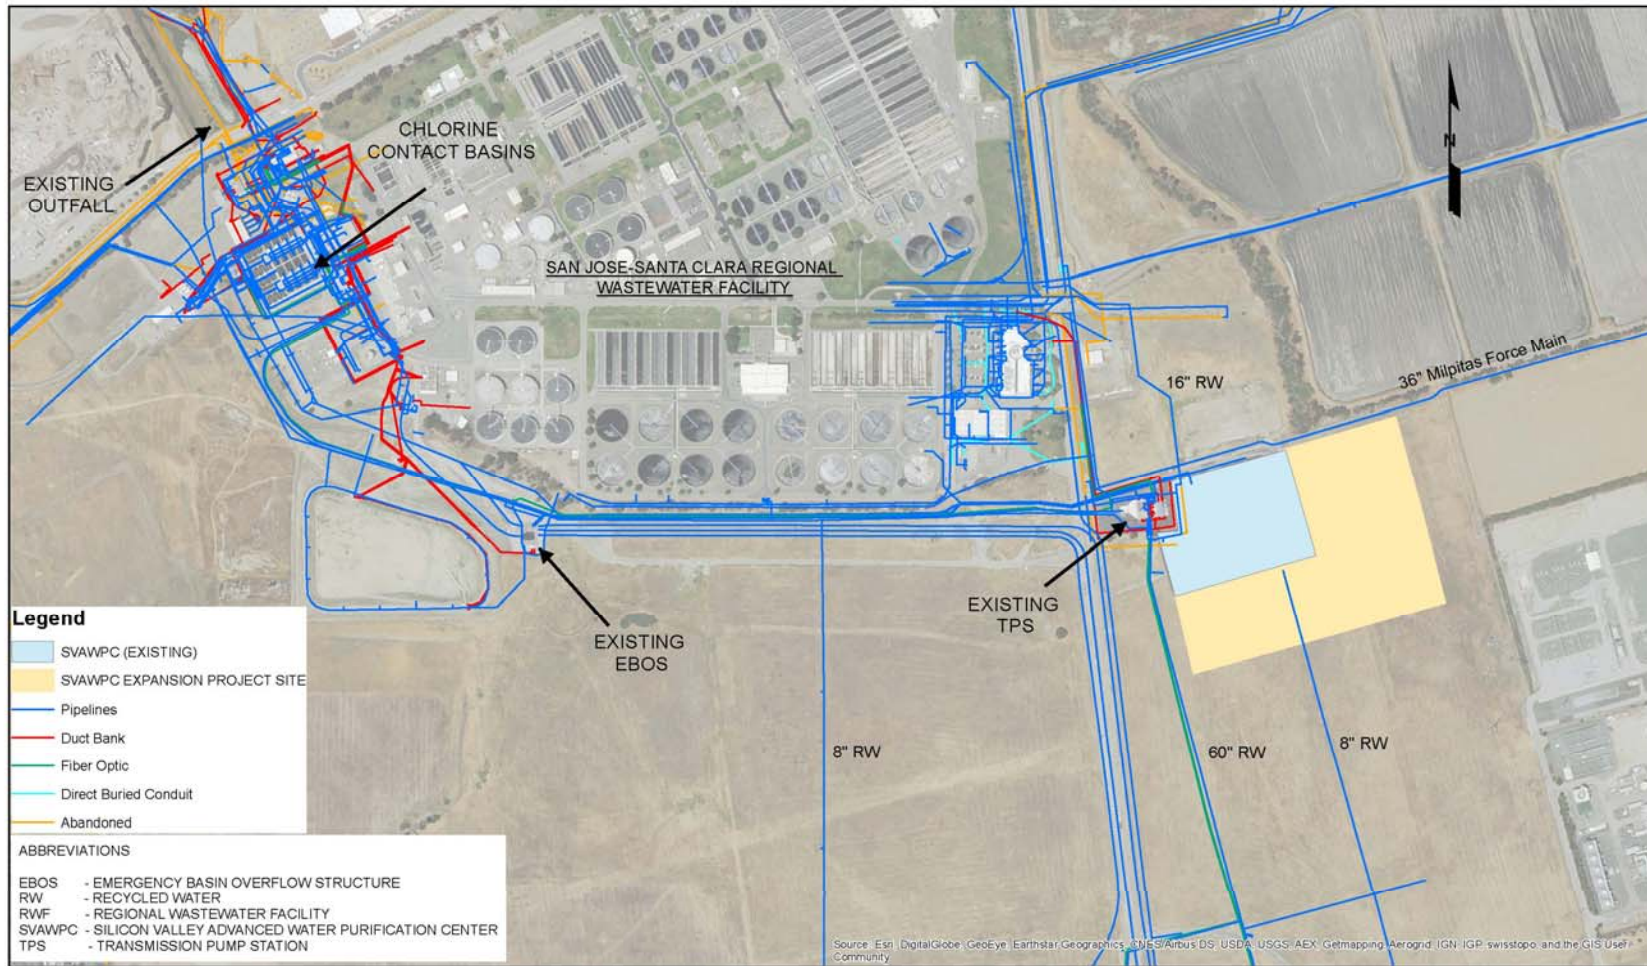 EXISTING
OUTFALL
CHLORINE
CONTACT BASINS
N
SAN JOSE-SANTA CLARA REGIONAL
WASTEWATER FACILITY
16" RW
36" Milpitas Force Main
EXISTING
EBOS
EXISTING
TPS
8" RW
60" RW
8" RW
Legend
SVAWPC (EXISTING)
SVAWPC EXPANSION PROJECT SITE
Pipelines
Duct Bank
Fiber Optic
Direct Buried Conduit
Abandoned
ABBREVIATIONS
EBOS - EMERGENCY BASIN OVERFLOW STRUCTURE
RW - RECYCLED WATER
RWF - REGIONAL WASTEWATER FACILITY
SVAWPC - SILICON VALLEY ADVANCED WATER PURIFICATION CENTER
TPS - TRANSMISSION PUMP STATION
Source: Esri, DigitalGlobe, GeoEye, Earthstar Geographics, CNES/Airbus DS, USDA, USGS, AEX, Getmapping, Aerogrid, IGN, IGP, swisstopo, and the GIS User
Community